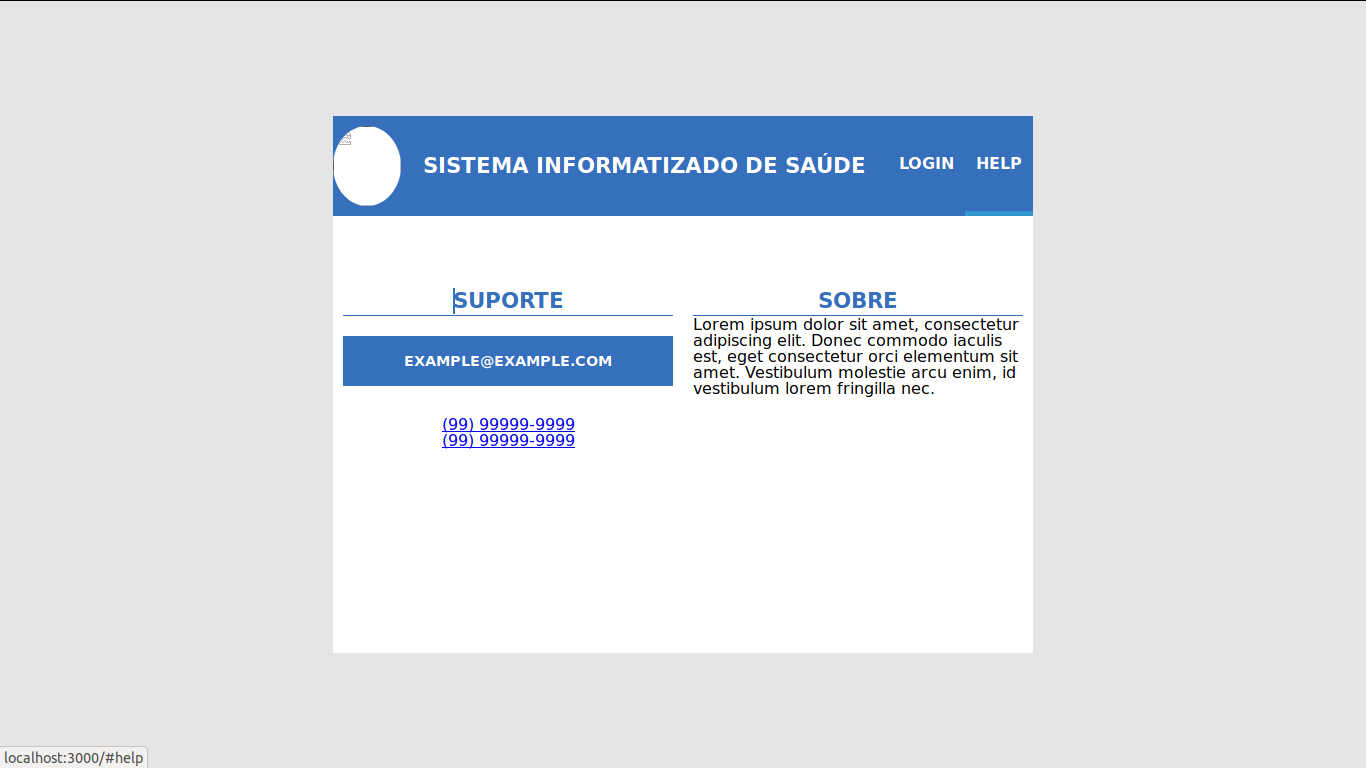 SISTEMA INFORMATIZADO DE SAÚDE
LOGIN
HELP
SUPORTE
EXAMPLE@EXAMPLE.COM
(99) 99999-9999
(99) 99999-9999
SOBRE
Lorem ipsum dolor sit amet, consectetur
adipiscing elit. Donec commodo iaculis
est, eget consectetur orci elementum sit
amet. Vestibulum molestie arcu enim, id
vestibulum lorem fringilla nec.
localhost:3000/#help